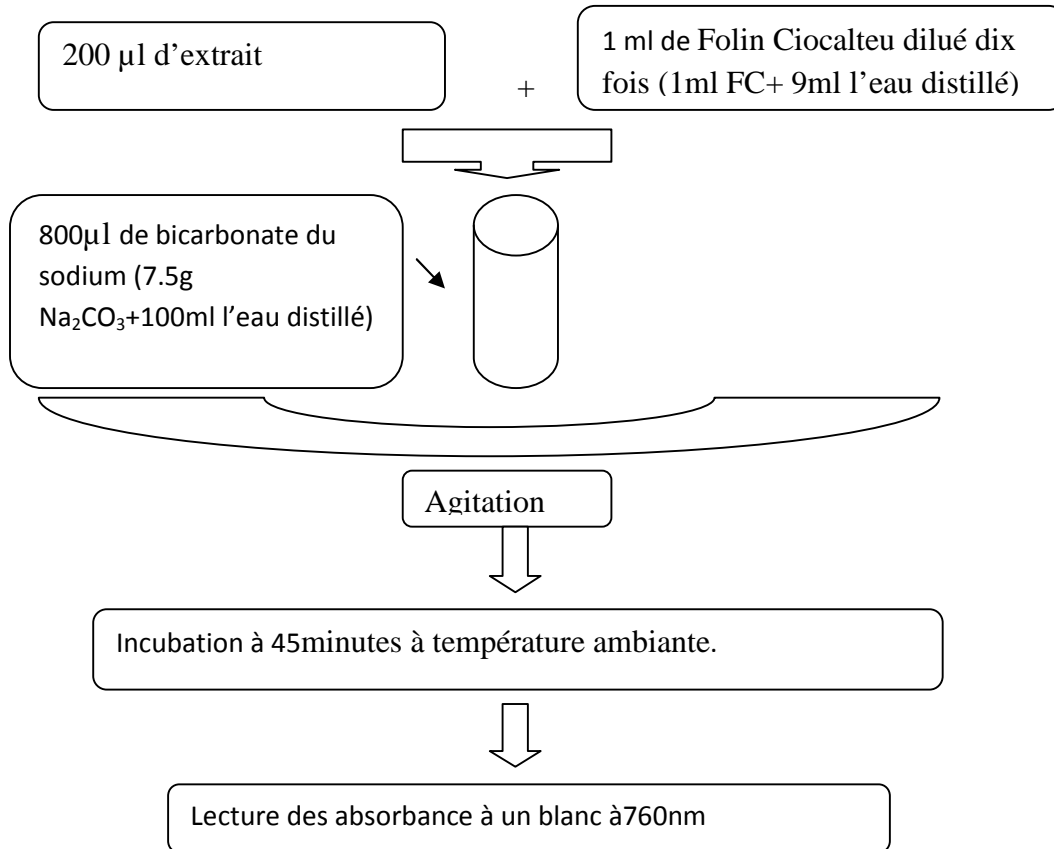 200 µl d’extrait
+
1 ml de Folin Ciocalteu dilué dix
fois (1ml FC+ 9ml l’eau distillé)
800µl de bicarbonate du
sodium (7.5g
Na₂CO₃+100ml l’eau distillé)
Agitation
Incubation à 45minutes à température ambiante.
Lecture des absorbance à un blanc à760nm